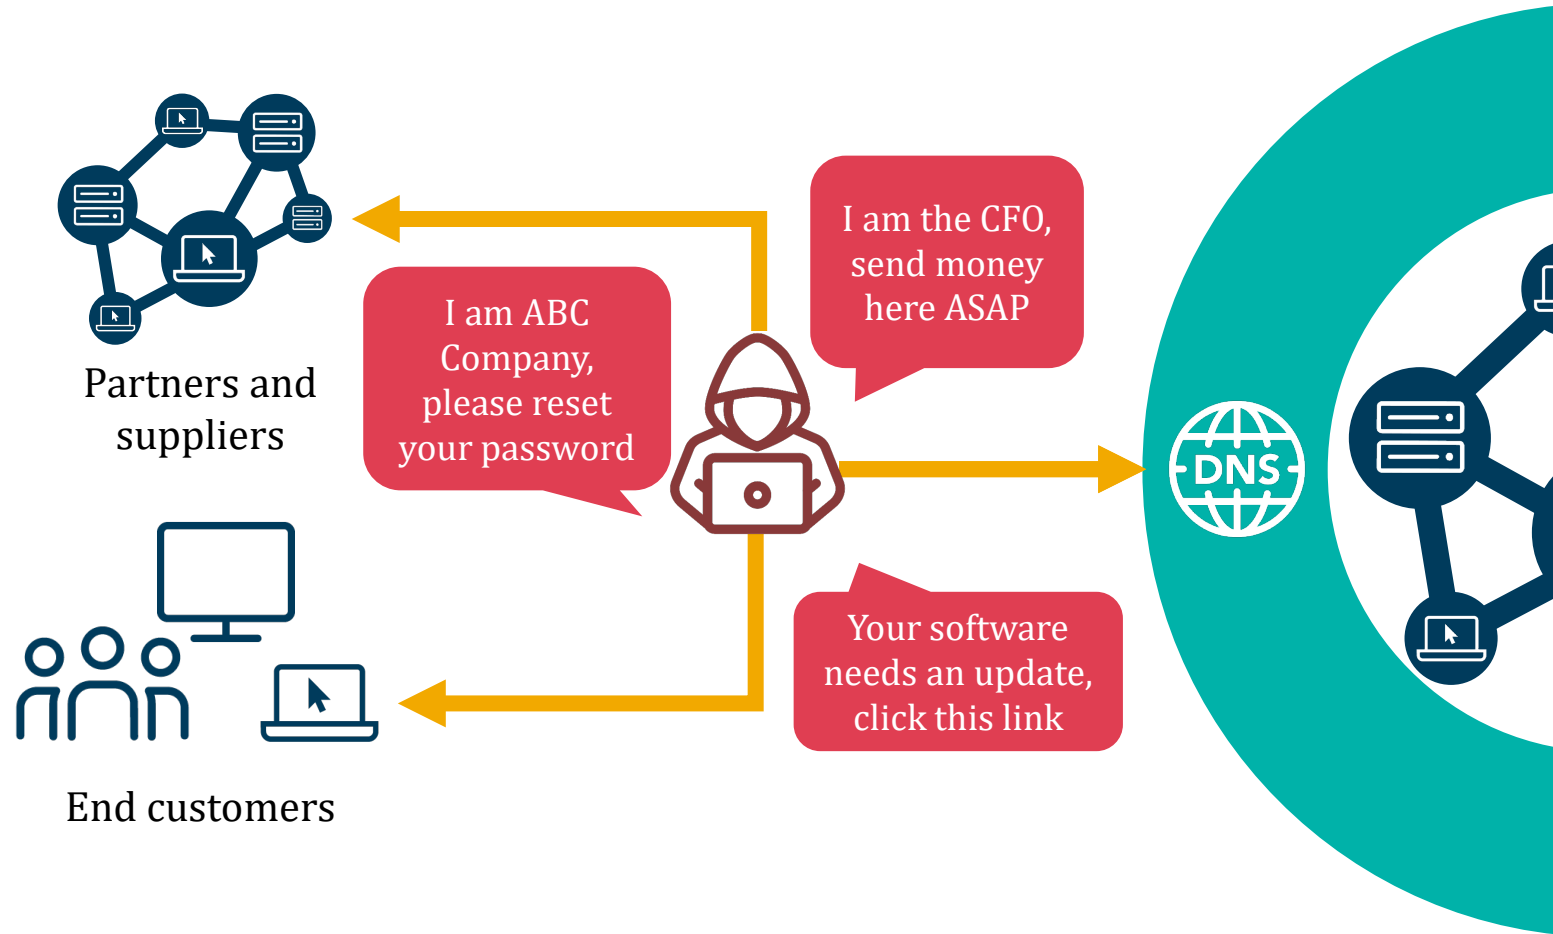 Partners and
suppliers
I am ABC
Company,
please reset
your password
I am the CFO,
send money
here ASAP
DNS
Your software
needs an update,
click this link
End customers